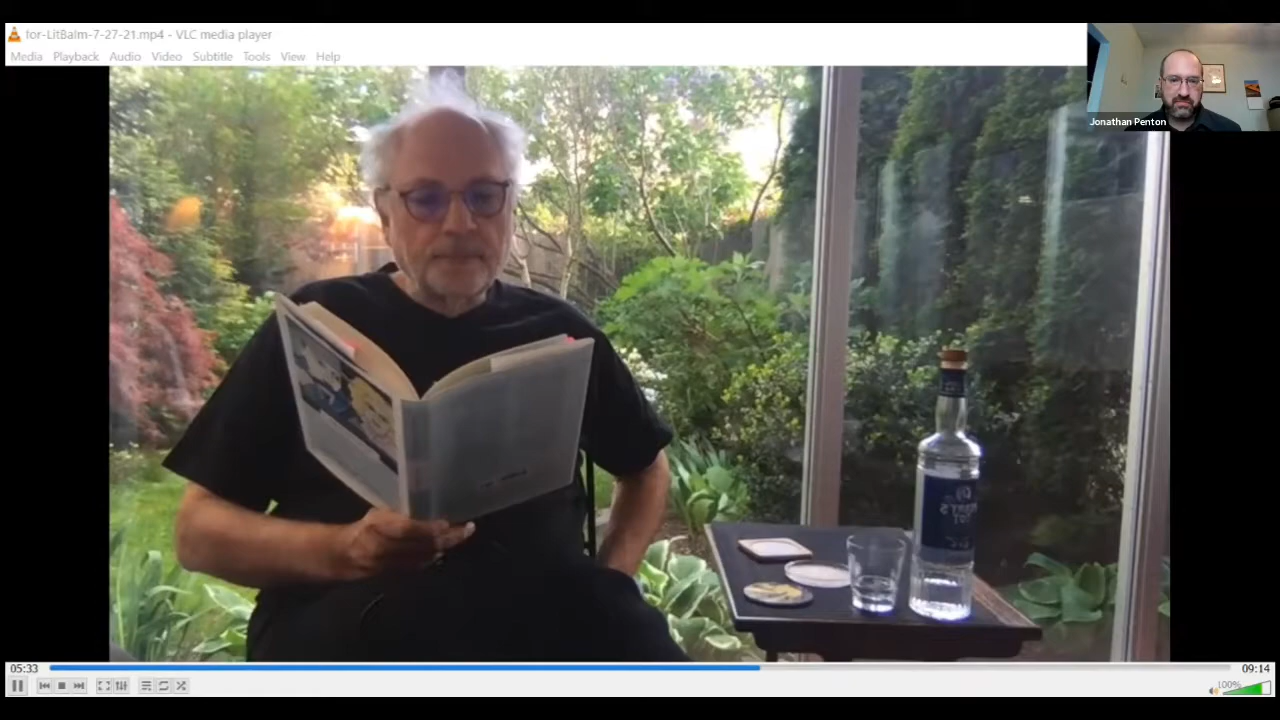 for-LitBalm-7-27-21.mp4 - VLC media player
Media Playback Audio Video Subtitle Tools View Help
Jonathan Penton
05:33
09:14
100%